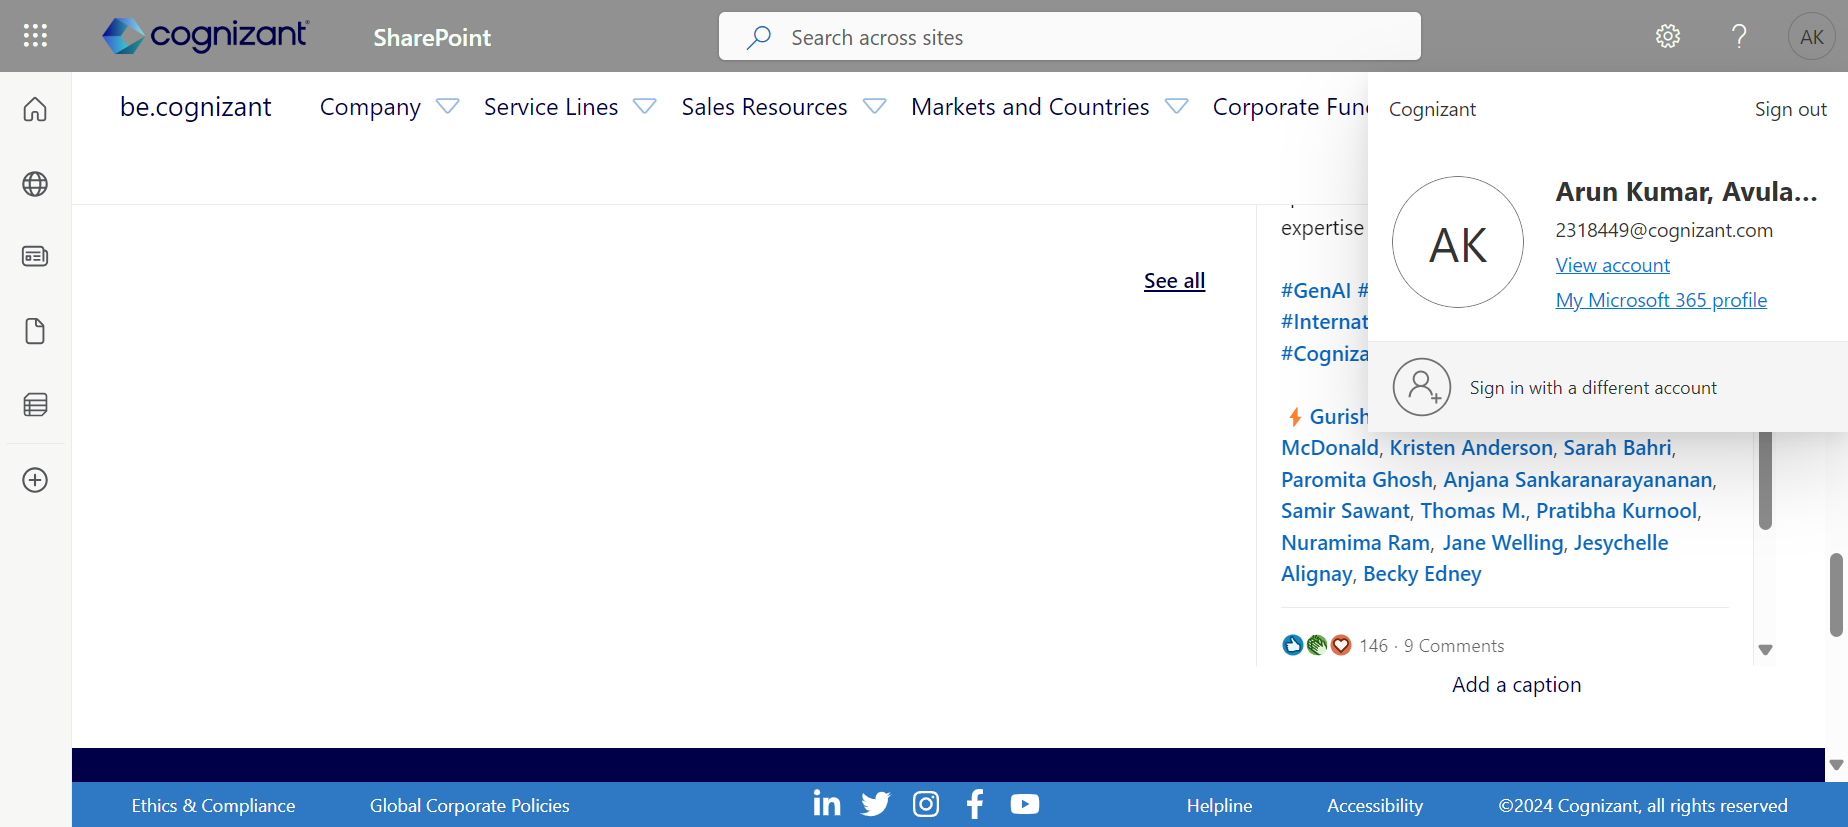 cognizant
SharePoint
Search across sites
AK
be.cognizant
Company
Service Lines
Sales Resources
Markets and Countries
Corporate Fun
Cognizant
Sign out
AK
Arun Kumar, Avula...
2318449@cognizant.com
View account
My Microsoft 365 profile
Sign in with a different account
See all
expertise
#GenAI #
#Internat
#Cogniza
Gurish
McDonald, Kristen Anderson, Sarah Bahri,
Paromita Ghosh, Anjana Sankaranarayananan,
Samir Sawant, Thomas M., Pratibha Kurnool,
Nuramima Ram, Jane Welling, Jesychelle
Alignay, Becky Edney
146 · 9 Comments
Add a caption
Ethics & Compliance
Global Corporate Policies
Helpline
Accessibility
©2024 Cognizant, all rights reserved